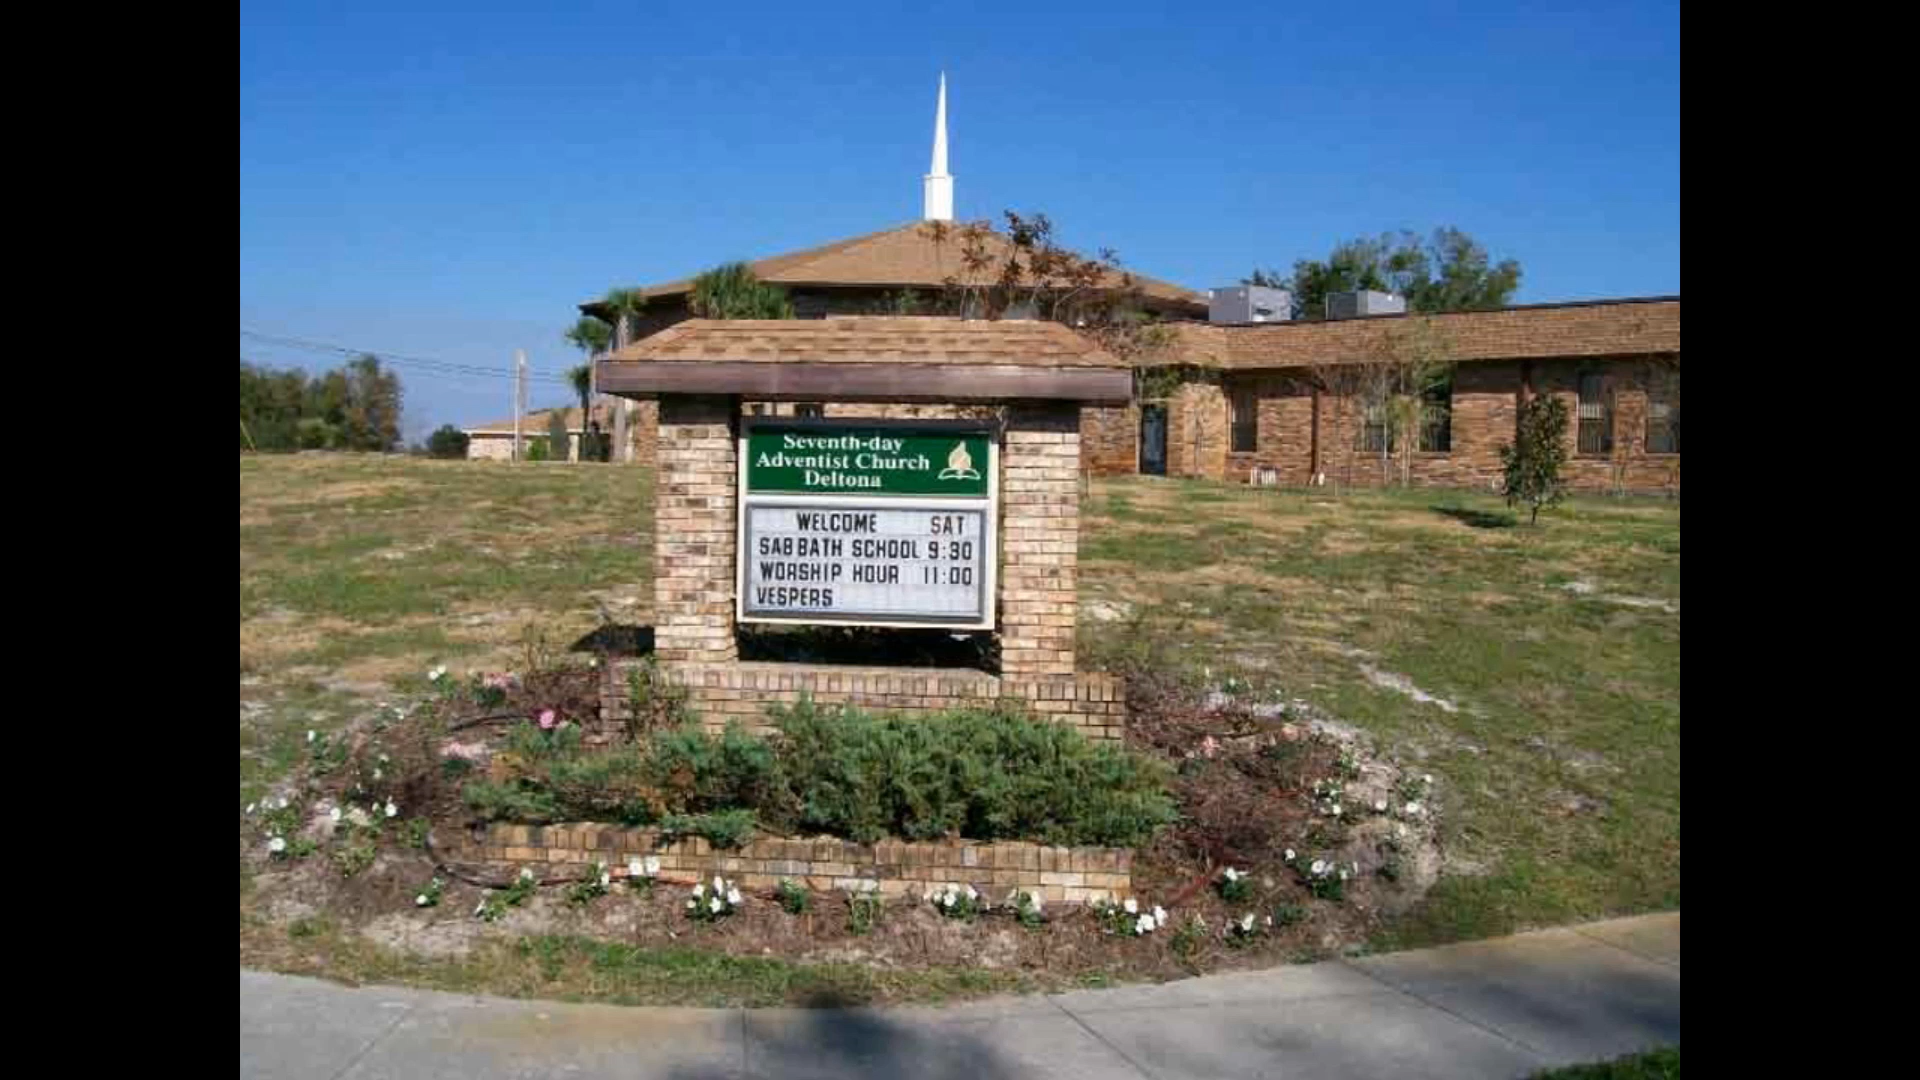 Seventh-day
Adventist Church
Deltona
WELCOME SAT
SABBATH SCHOOL 9:30
WORSHIP HOUR 11:00
VESPERS